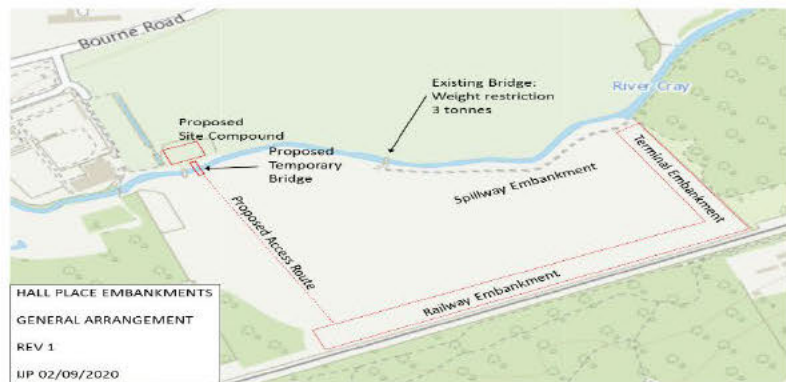 Bourne Road
River Cray
Existing Bridge:
Weight restriction
3 tonnes
Proposed
Site Compound
Proposed
Temporary
Bridge
Proposed Access Route
Spillway Embankment
Terminal Embankment
Railway Embankment
HALL PLACE EMBANKMENTS
GENERAL ARRANGEMENT
REV 1
IJP 02/09/2020